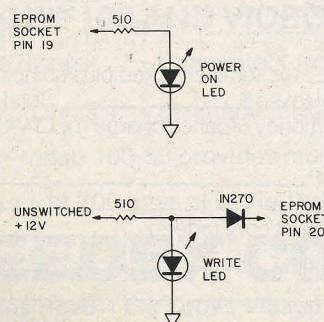 EPROM
SOCKET
PIN 19
510
POWER
ON
LED
UNSWITCHED
+12V
510
IN270
EPROM
SOCKET
PIN 20
WRITE
LED